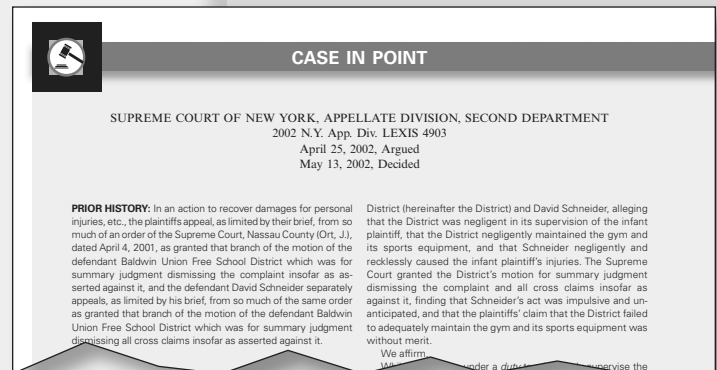 CASE IN POINT
SUPREME COURT OF NEW YORK, APPELLATE DIVISION, SECOND DEPARTMENT
2002 N.Y. App. Div. LEXIS 4903
April 25, 2002, Argued
May 13, 2002, Decided
PRIOR HISTORY: In an action to recover damages for personal
injuries, etc., the plaintiffs appeal, as limited by their brief, from so
much of an order of the Supreme Court, Nassau County (Ort, J.),
dated April 4, 2001, as granted that branch of the motion of the
defendant Baldwin Union Free School District which was for
summary judgment dismissing the complaint insofar as as-
serted against it, and the defendant David Schneider separately
appeals, as limited by his brief, from so much of the same order
as granted that branch of the motion of the defendant Baldwin
Union Free School District which was for summary judgment
dismissing all cross claims insofar as asserted against it.
District (hereinafter the District) and David Schneider, alleging
that the District was negligent in its supervision of the infant
plaintiff, that the District negligently maintained the gym and
its sports equipment, and that Schneider negligently and
recklessly caused the infant plaintiff's injuries. The Supreme
Court granted the District's motion for summary judgment
dismissing the complaint and all cross claims insofar as
against it, finding that Schneider's act was impulsive and un-
anticipated, and that the plaintiffs' claim that the District failed
to adequately maintain the gym and its sports equipment was
without merit.
We affirm.
under a duty supervise the